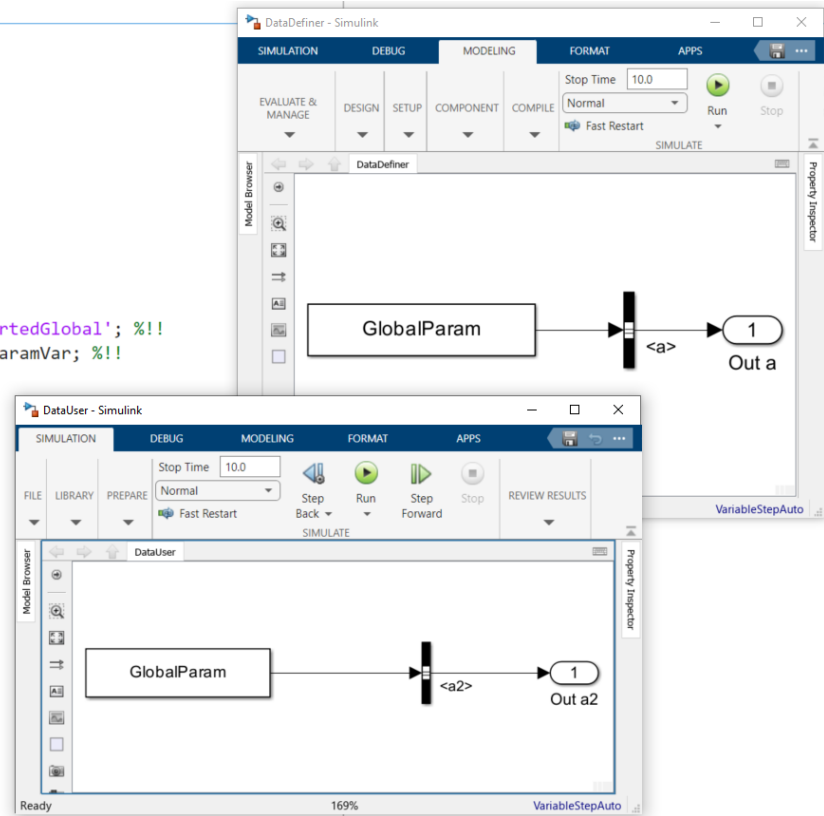 DataDefiner - Simulink
SIMULATION DEBUG MODELING FORMAT APPS
EVALUATE & MANAGE
DESIGN
SETUP
COMPONENT
COMPILE
Stop Time 10.0
Normal
Fast Restart
Run
Stop
SIMULATE
Model Browser
DataDefiner
Property Inspector
GlobalParam
<a>
1
Out a
VariableStepAuto
rtedGlobal'; %!!
aramVar; %!!
DataUser - Simulink
SIMULATION DEBUG MODELING FORMAT APPS
FILE
LIBRARY
PREPARE
Stop Time 10.0
Normal
Fast Restart
Step Back
Run
Step Forward
Stop
SIMULATE
REVIEW RESULTS
Model Browser
DataUser
Property Inspector
GlobalParam
<a2>
1
Out a2
Ready 169% VariableStepAuto